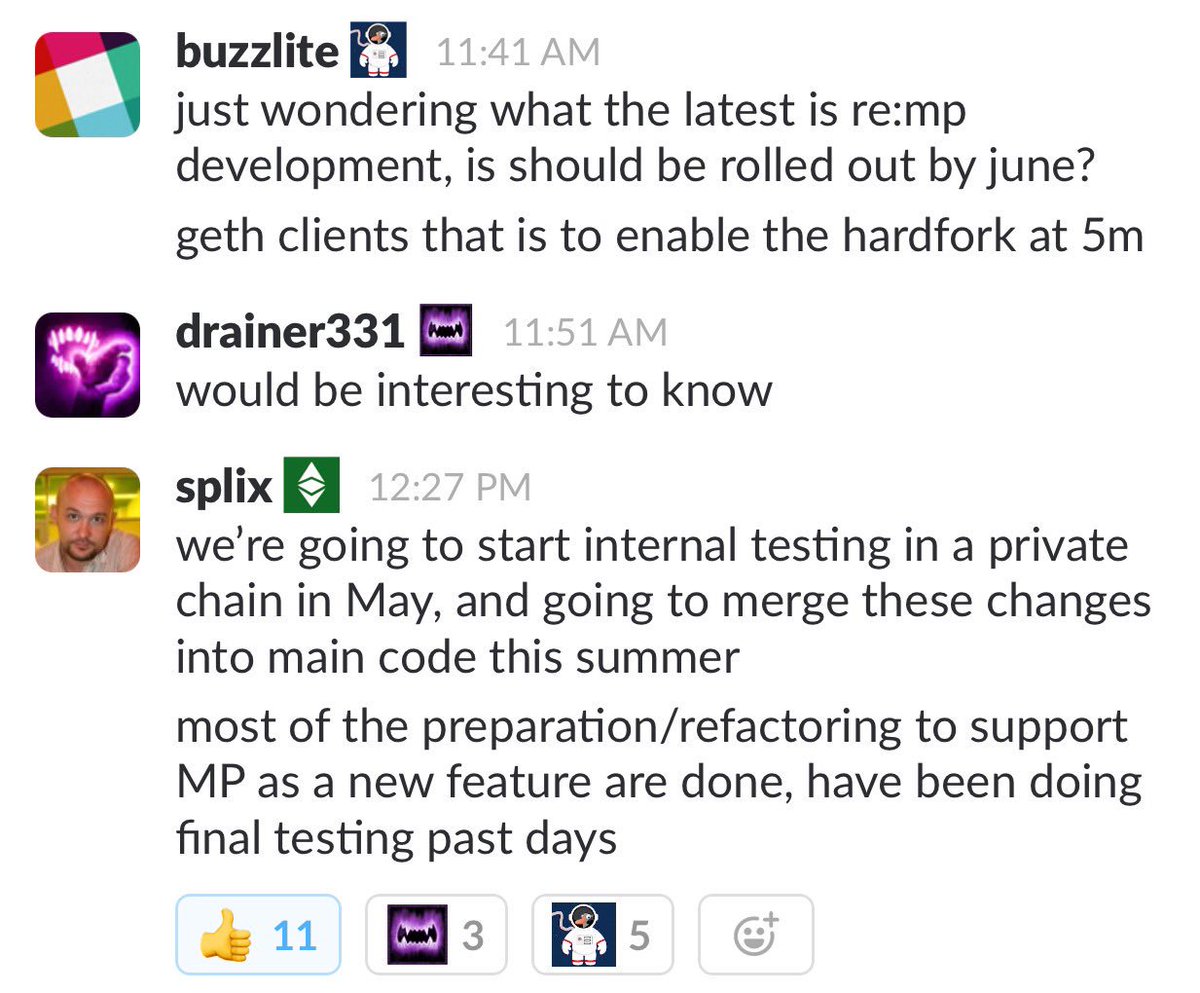 buzzlite 11:41 AM
just wondering what the latest is re:mp
development, is should be rolled out by june?
geth clients that is to enable the hardfork at 5m
drainer331 11:51 AM
would be interesting to know
splix 12:27 PM
we’re going to start internal testing in a private
chain in May, and going to merge these changes
into main code this summer
most of the preparation/refactoring to support
MP as a new feature are done, have been doing
final testing past days
11 3 5